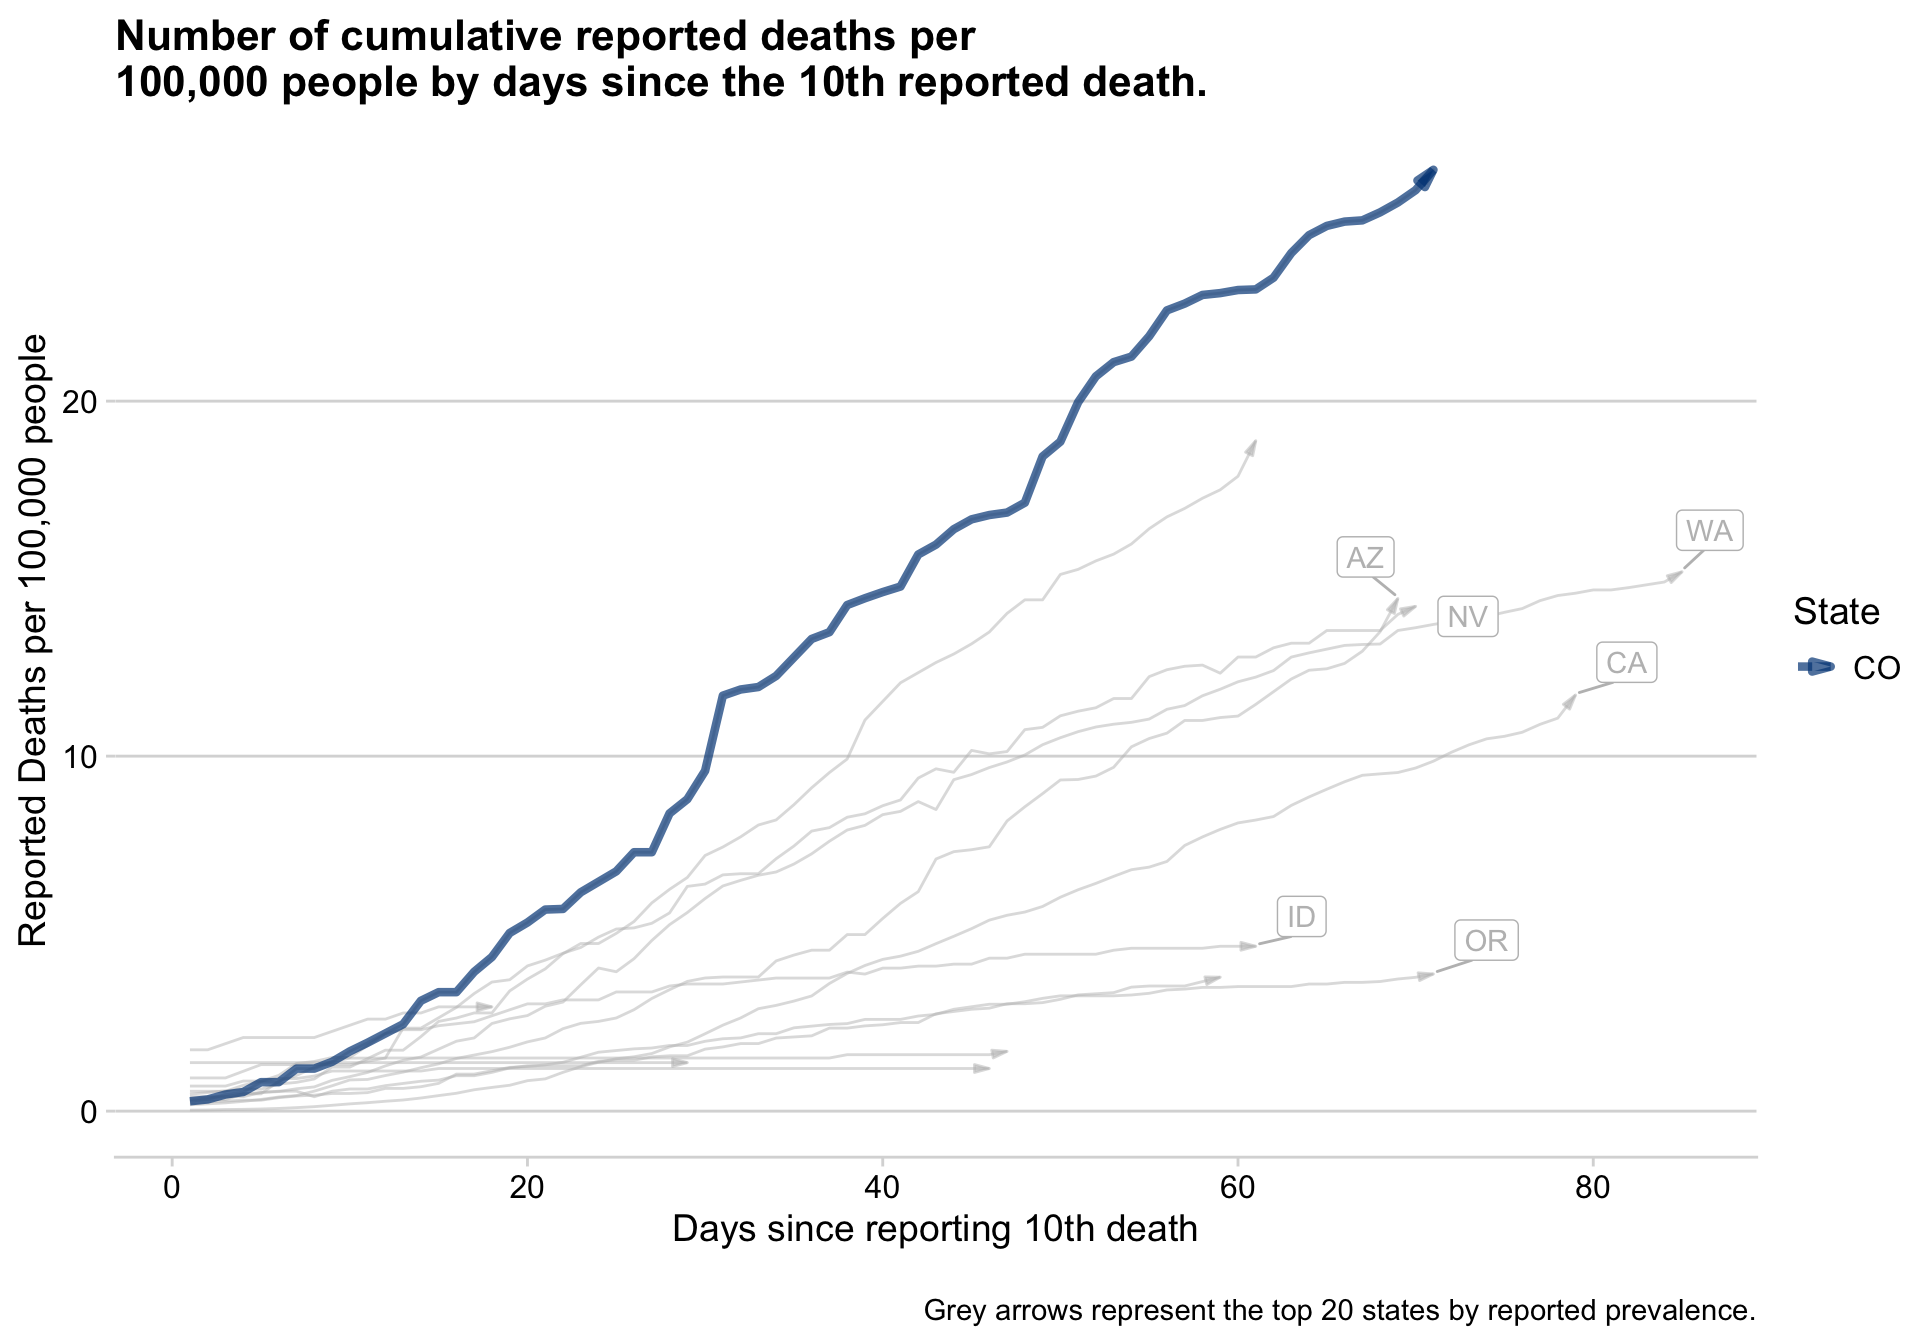 Number of cumulative reported deaths per
100,000 people by days since the 10th reported death.
Reported Deaths per 100,000 people
20
10
0
WA
AZ
NV
CA
ID
OR
State
CO
0 20 40 60 80
Days since reporting 10th death
Grey arrows represent the top 20 states by reported prevalence.